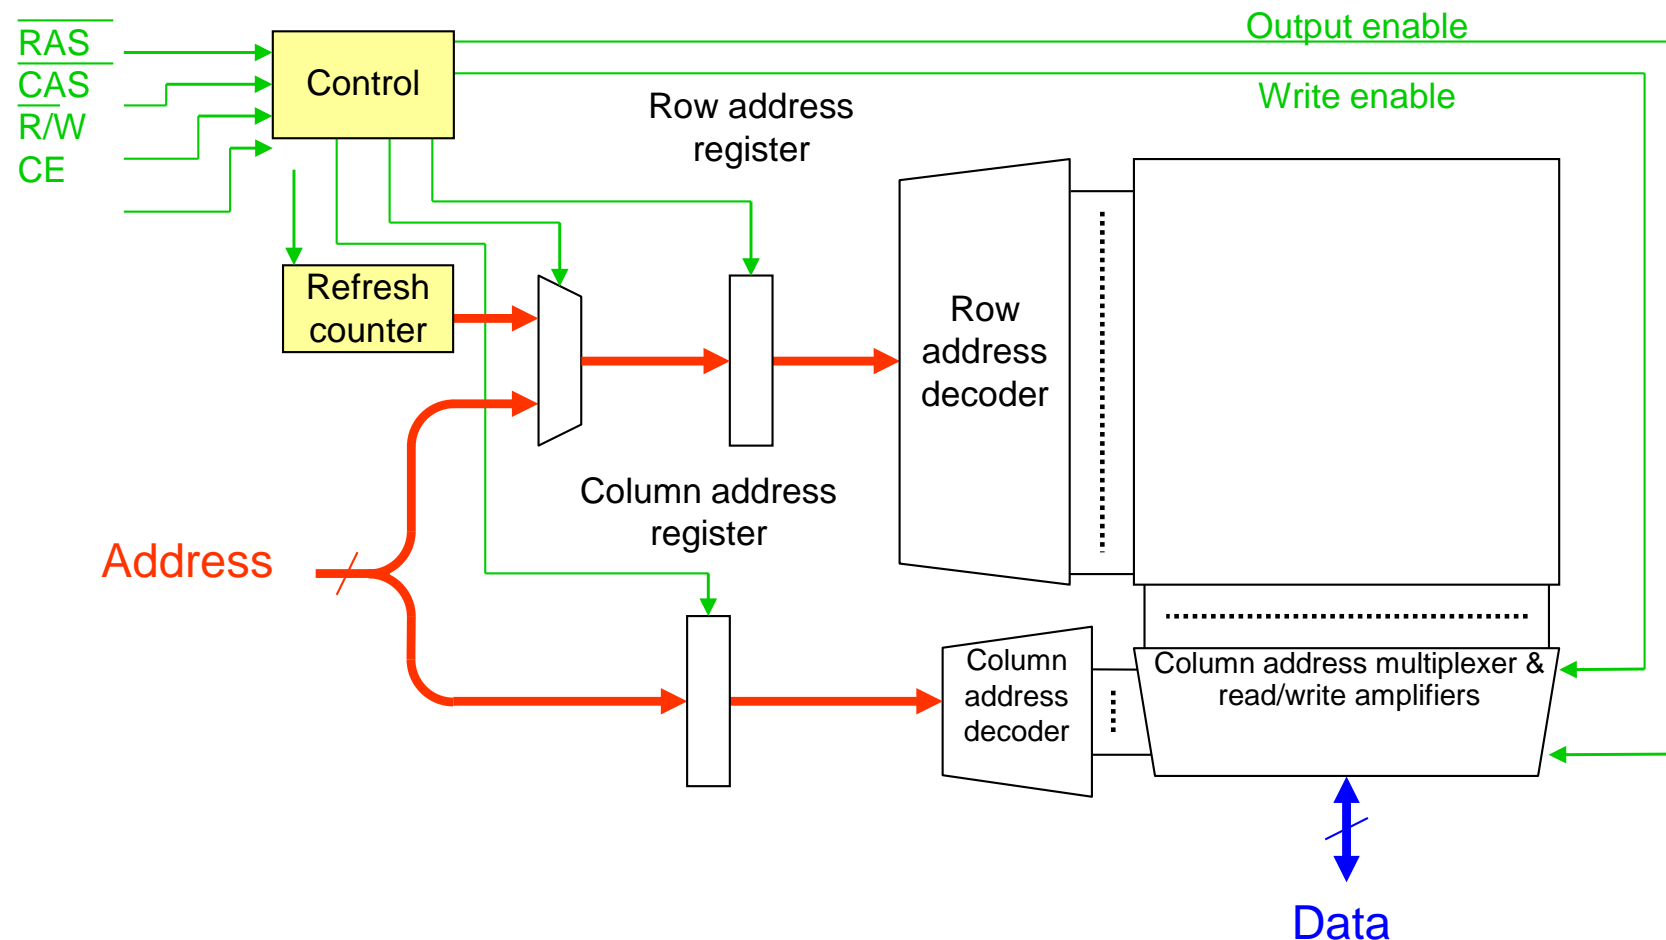 RAS
CAS
R/W
CE
Control
Output enable
Write enable
Row address
register
Refresh
counter
Row
address
decoder
Column address
register
Address
Column
address
decoder
Column address multiplexer &
read/write amplifiers
Data